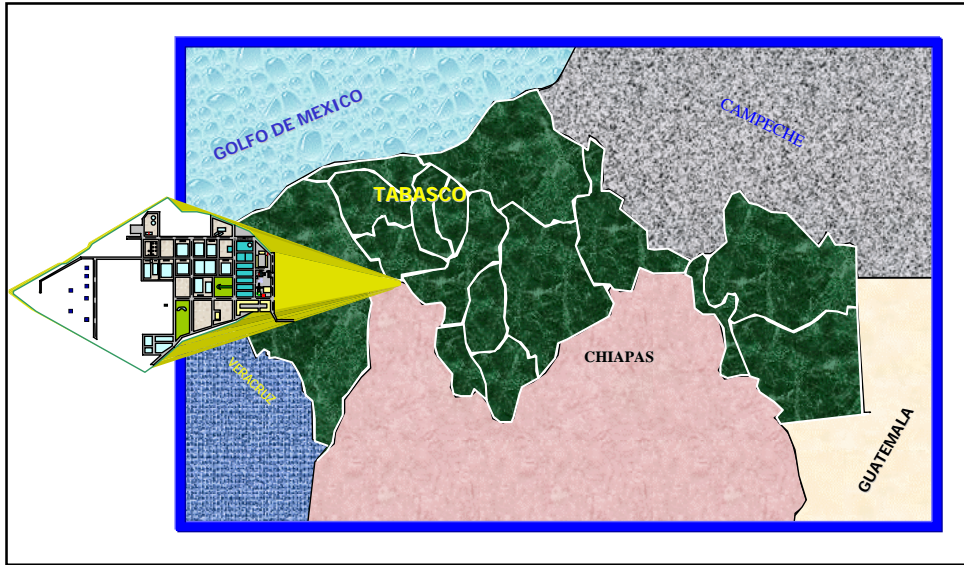 GOLFO DE MEXICO
CAMPECHE
TABASCO
CHIAPAS
VERACRUZ
GUATEMALA